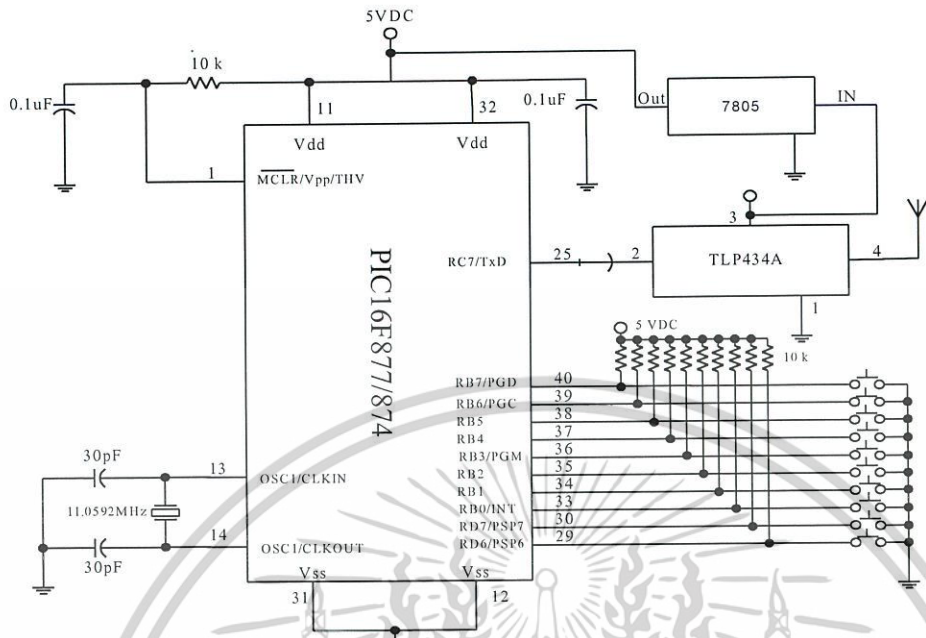 5VDC
10 k
0.1uF
11
32
0.1uF
Out
7805
IN
Vdd
Vdd
1
MCLR/Vpp/THV
3
PIC16F877/874
RC7/TxD
25
2
TLP434A
4
1
5 VDC
10 k
RB7/PGD
40
RB6/PGC
39
RB5
38
RB4
37
RB3/PGM
36
RB2
35
RB1
34
RB0/INT
33
RD7/PSP7
30
RD6/PSP6
29
30pF
13
OSC1/CLKIN
11.0592MHz
14
OSC1/CLKOUT
30pF
Vss
Vss
31
12